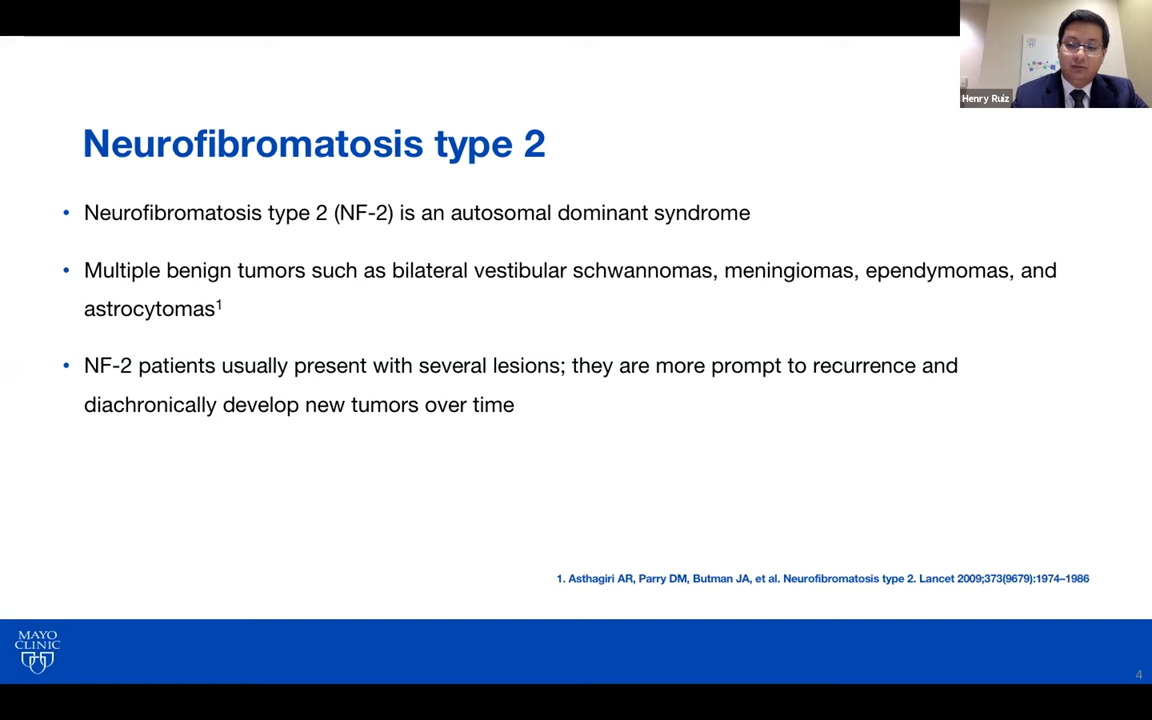 Henry Ruiz
Neurofibromatosis type 2
• Neurofibromatosis type 2 (NF-2) is an autosomal dominant syndrome
• Multiple benign tumors such as bilateral vestibular schwannomas, meningiomas, ependymomas, and
astrocytomas¹
• NF-2 patients usually present with several lesions; they are more prompt to recurrence and
diachronically develop new tumors over time
1. Asthagiri AR, Parry DM, Butman JA, et al. Neurofibromatosis type 2. Lancet 2009;373(9679):1974–1986
MAYO
CLINIC
4